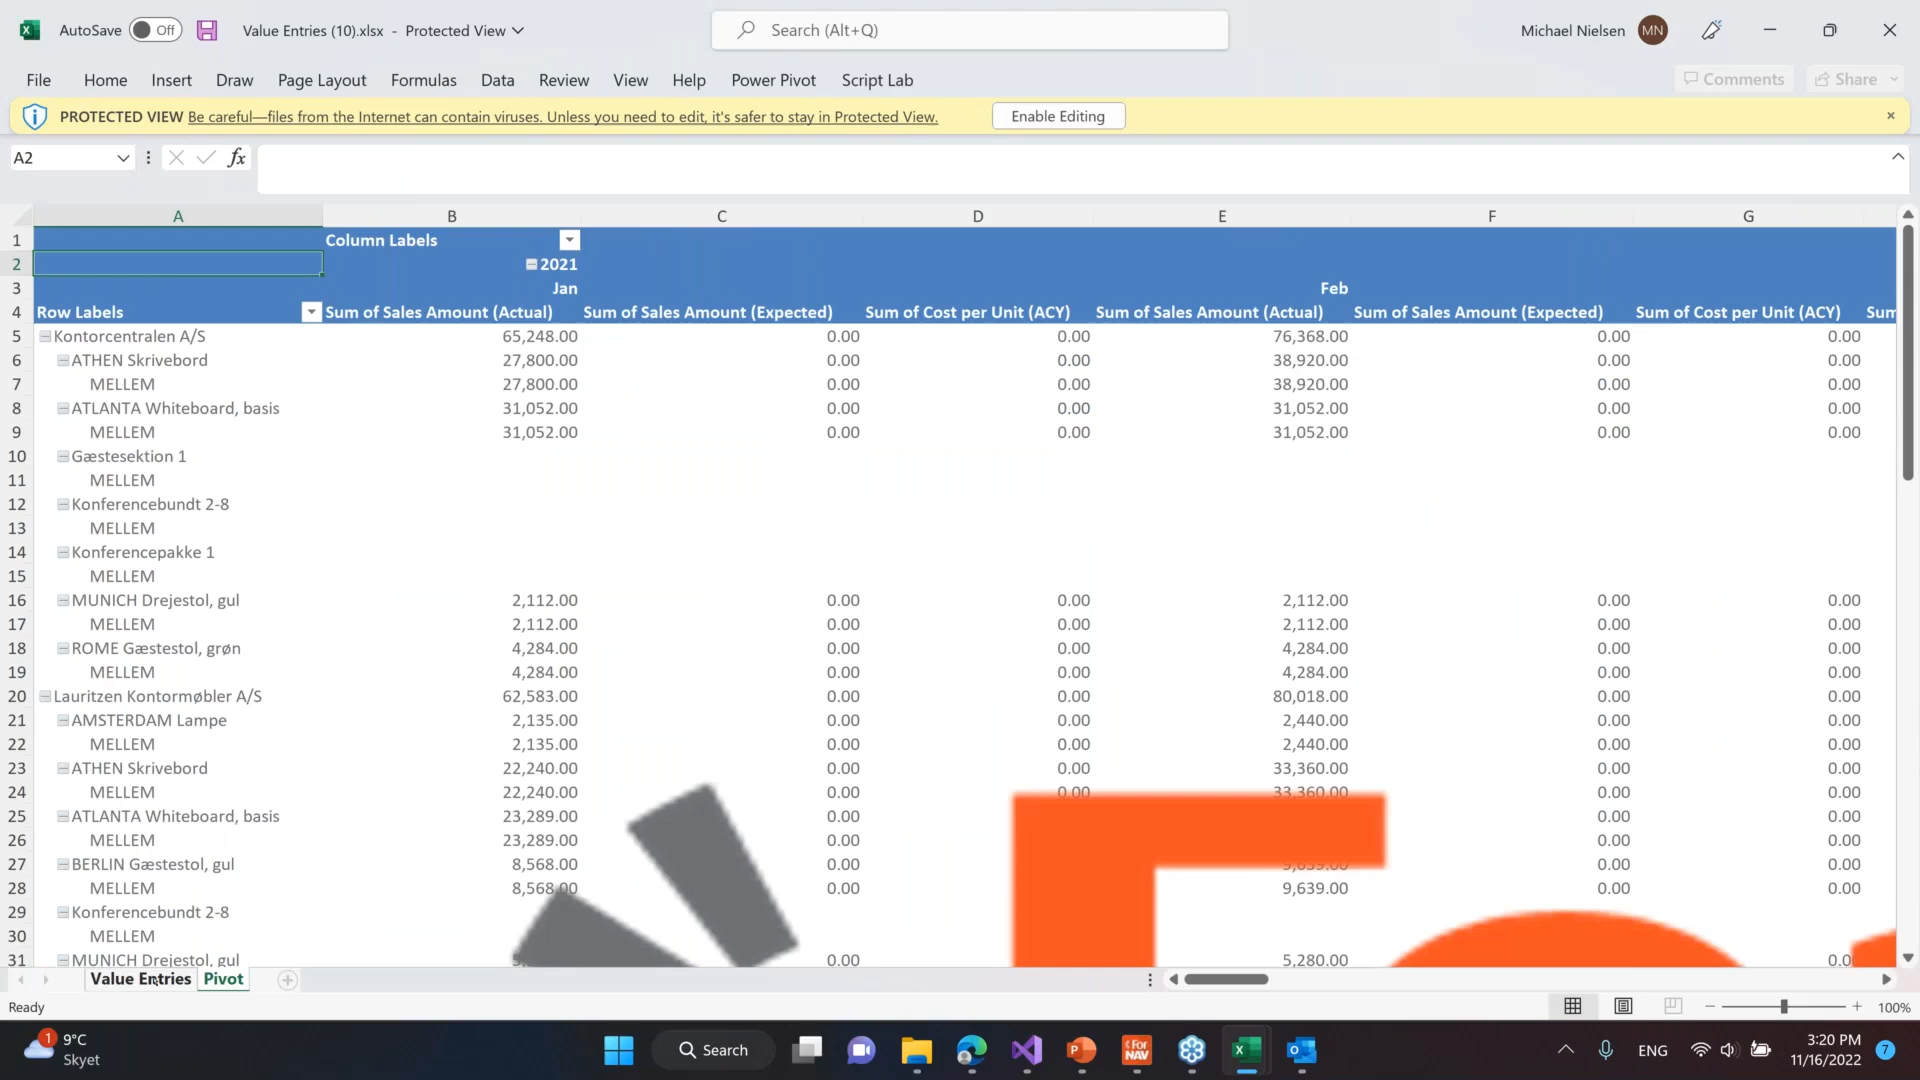 AutoSave Off Value Entries (10).xlsx - Protected View Search (Alt+Q) Michael Nielsen MN
File Home Insert Draw Page Layout Formulas Data Review View Help Power Pivot Script Lab Comments Share
PROTECTED VIEW Be careful—files from the Internet can contain viruses. Unless you need to edit, it's safer to stay in Protected View. Enable Editing
A2 fx
A B C D E F G
1 Column Labels
2 2021
3 Jan Feb
4 Row Labels Sum of Sales Amount (Actual) Sum of Sales Amount (Expected) Sum of Cost per Unit (ACY) Sum of Sales Amount (Actual) Sum of Sales Amount (Expected) Sum of Cost per Unit (ACY) Sum
5 Kontorcentralen A/S 65,248.00 0.00 0.00 76,368.00 0.00 0.00
6 ATHEN Skrivebord 27,800.00 0.00 0.00 38,920.00 0.00 0.00
7 MELLEM 27,800.00 0.00 0.00 38,920.00 0.00 0.00
8 ATLANTA Whiteboard, basis 31,052.00 0.00 0.00 31,052.00 0.00 0.00
9 MELLEM 31,052.00 0.00 0.00 31,052.00 0.00 0.00
10 Gæstesektion 1
11 MELLEM
12 Konferencebundt 2-8
13 MELLEM
14 Konferencepakke 1
15 MELLEM
16 MUNICH Drejestol, gul 2,112.00 0.00 0.00 2,112.00 0.00 0.00
17 MELLEM 2,112.00 0.00 0.00 2,112.00 0.00 0.00
18 ROME Gæstestol, grøn 4,284.00 0.00 0.00 4,284.00 0.00 0.00
19 MELLEM 4,284.00 0.00 0.00 4,284.00 0.00 0.00
20 Lauritzen Kontormøbler A/S 62,583.00 0.00 0.00 80,018.00 0.00 0.00
21 AMSTERDAM Lampe 2,135.00 0.00 0.00 2,440.00 0.00 0.00
22 MELLEM 2,135.00 0.00 0.00 2,440.00 0.00 0.00
23 ATHEN Skrivebord 22,240.00 0.00 0.00 33,360.00 0.00 0.00
24 MELLEM 22,240.00 0.00 0.00 33,360.00 0.00 0.00
25 ATLANTA Whiteboard, basis 23,289.00 0.00 0.00 0.00
26 MELLEM 23,289.00 0.00 0.00 0.00
27 BERLIN Gæstestol, gul 8,568.00 0.00 0.00 0.00
28 MELLEM 8,568.00 0.00 9,639.00 0.00 0.00
29 Konferencebundt 2-8
30 MELLEM
31 MUNICH Drejestol, gul 0.00 5,280.00
Value Entries Pivot
Ready 100%
1 9°C
Skyet
Search
ForNAV
ENG
3:20 PM
11/16/2022
7